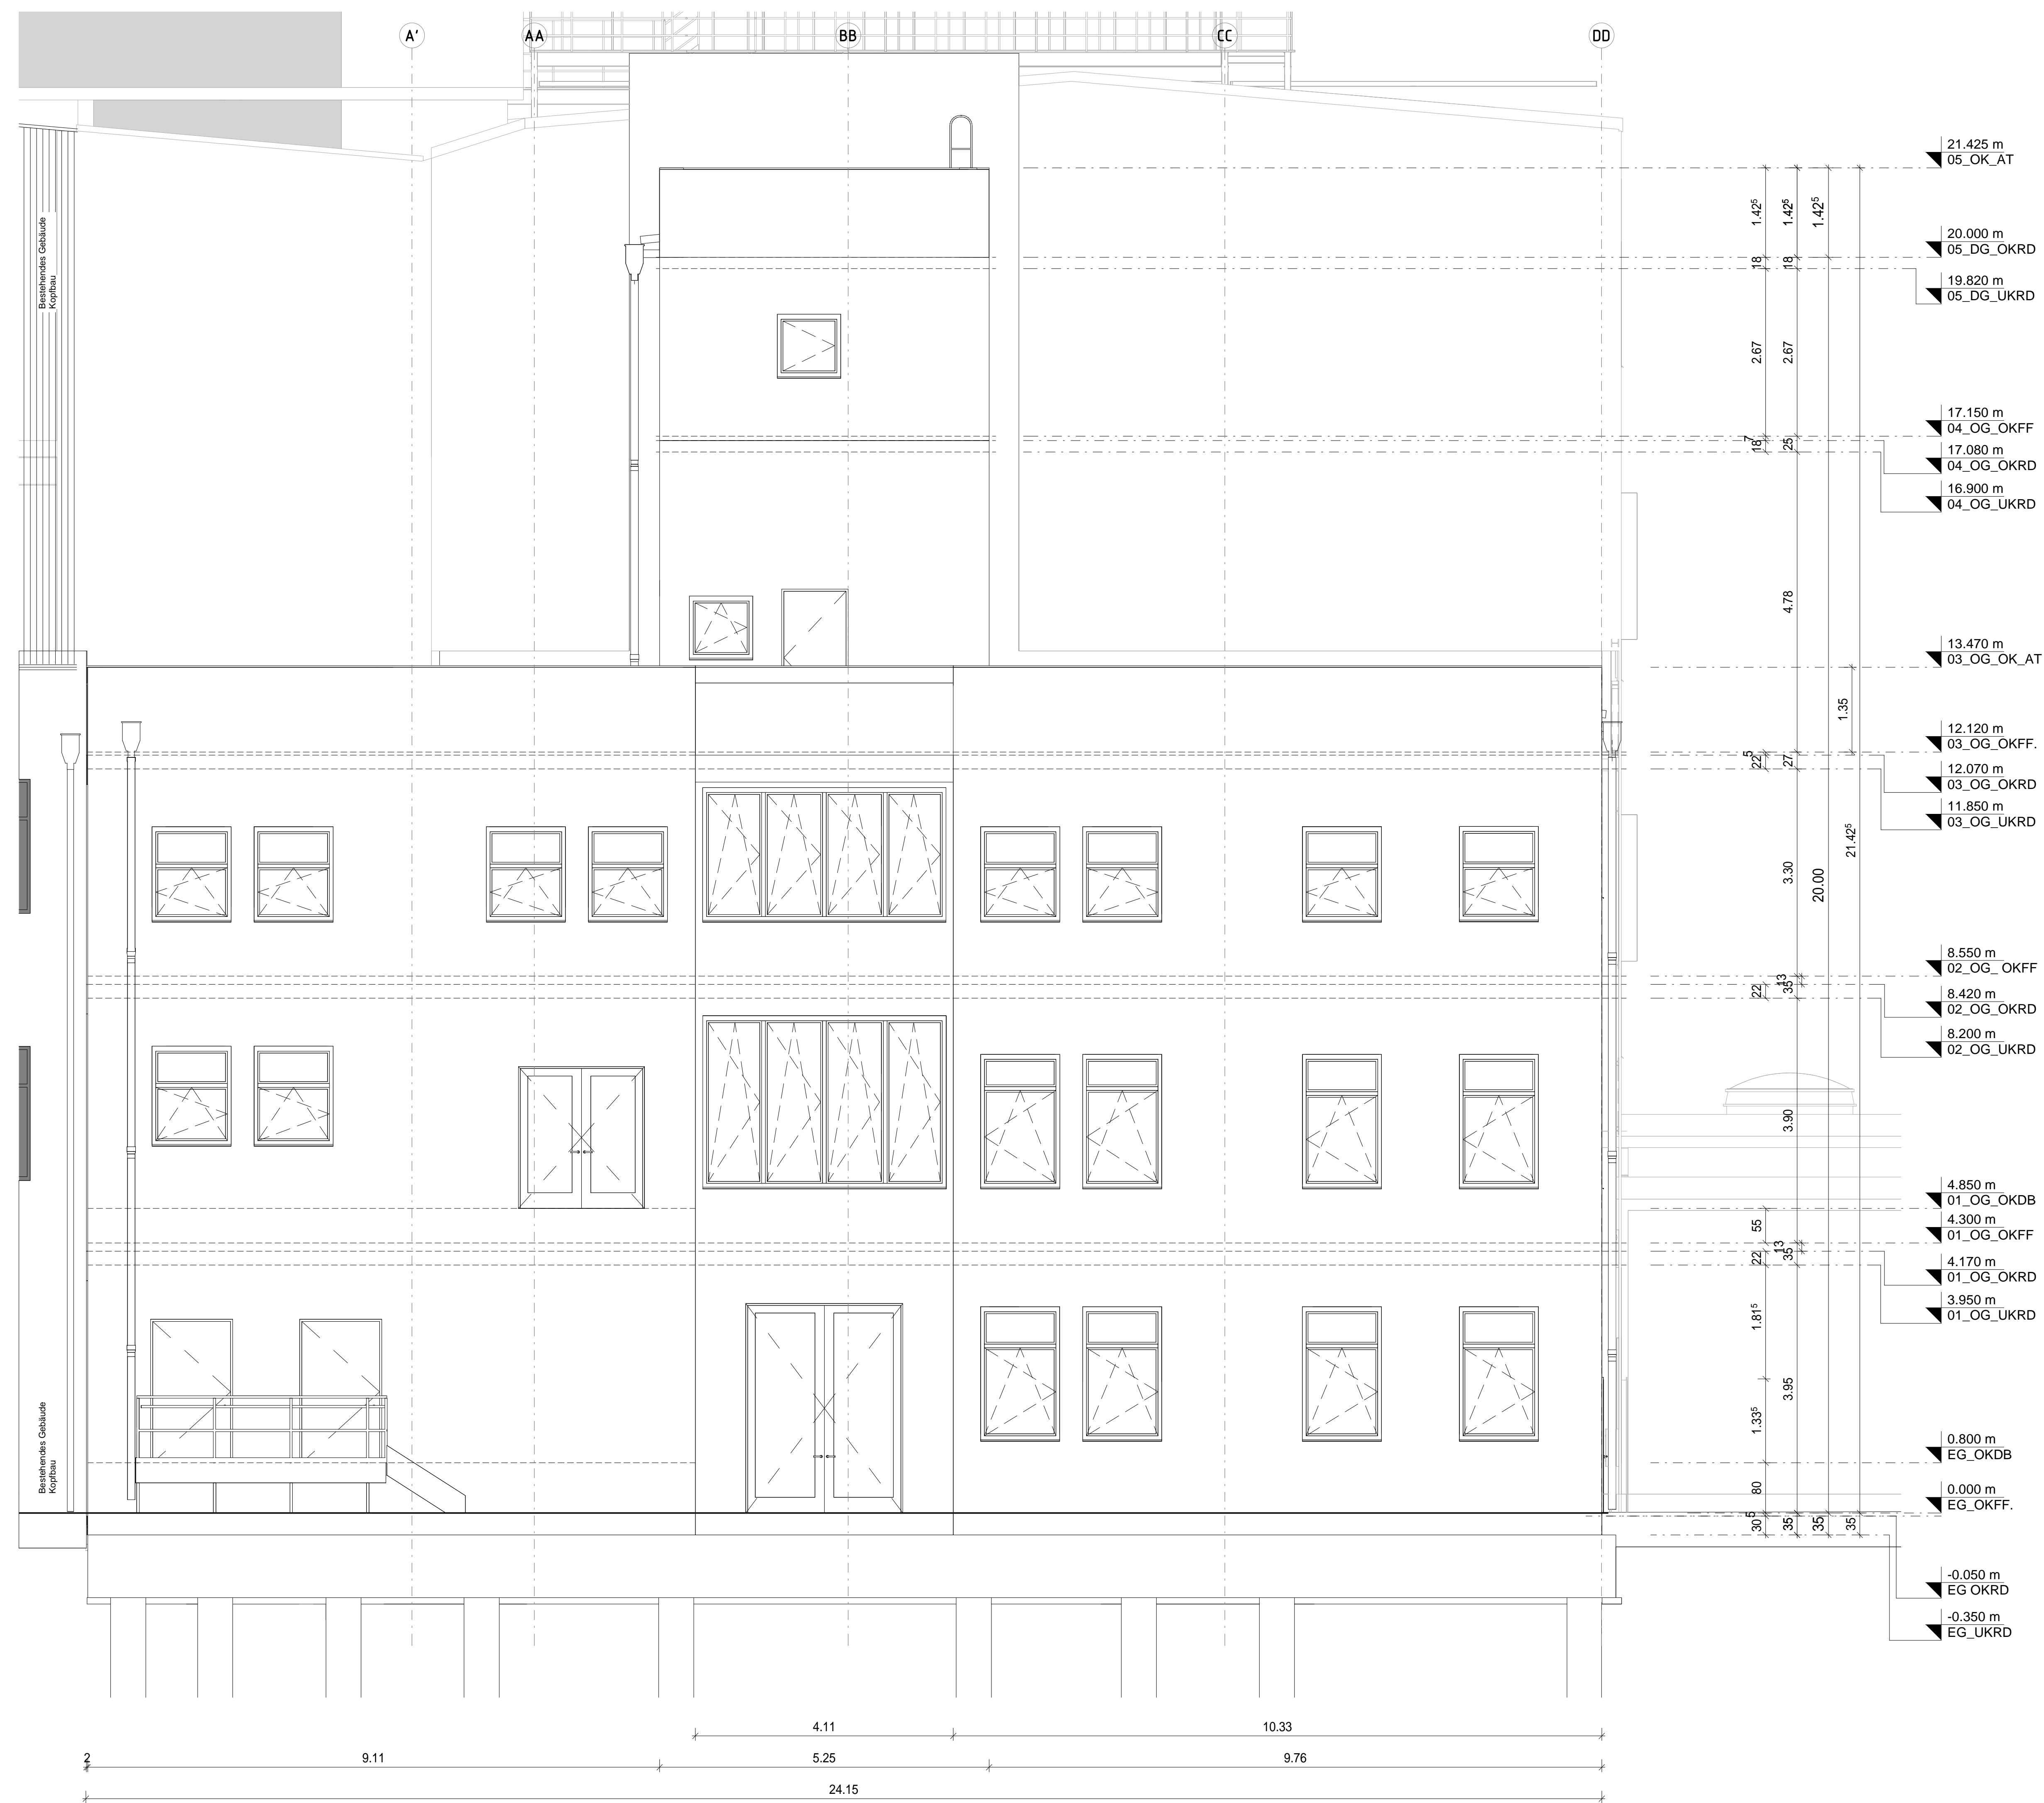 A'
AA
BB
CC
DD
Bestehendes Gebäude
Kopfbau
21.425 m
05_OK_AT
20.000 m
05_DG_OKRD
19.820 m
05_DG_UKRD
17.150 m
04_OG_OKFF
17.080 m
04_OG_OKRD
16.900 m
04_OG_UKRD
13.470 m
03_OG_OK_AT
12.120 m
03_OG_OKFF.
12.070 m
03_OG_OKRD
11.850 m
03_OG_UKRD
8.550 m
02_OG_ OKFF
8.420 m
02_OG_OKRD
8.200 m
02_OG_UKRD
4.850 m
01_OG_OKDB
4.300 m
01_OG_OKFF
4.170 m
01_OG_OKRD
3.950 m
01_OG_UKRD
0.800 m
EG_OKDB
0.000 m
EG_OKFF.
-0.050 m
EG OKRD
-0.350 m
EG_UKRD
1.42⁵
18
2.67
7
18
5
22
22
55
22
1.81⁵
1.33⁵
80
5
30
1.42⁵
18
2.67
25
4.78
27
3.30
13
35
3.90
13
35
3.95
35
1.42⁵
20.00
35
1.35
21.42⁵
35
Bestehendes Gebäude
Kopfbau
4.11
10.33
2
9.11
5.25
9.76
24.15